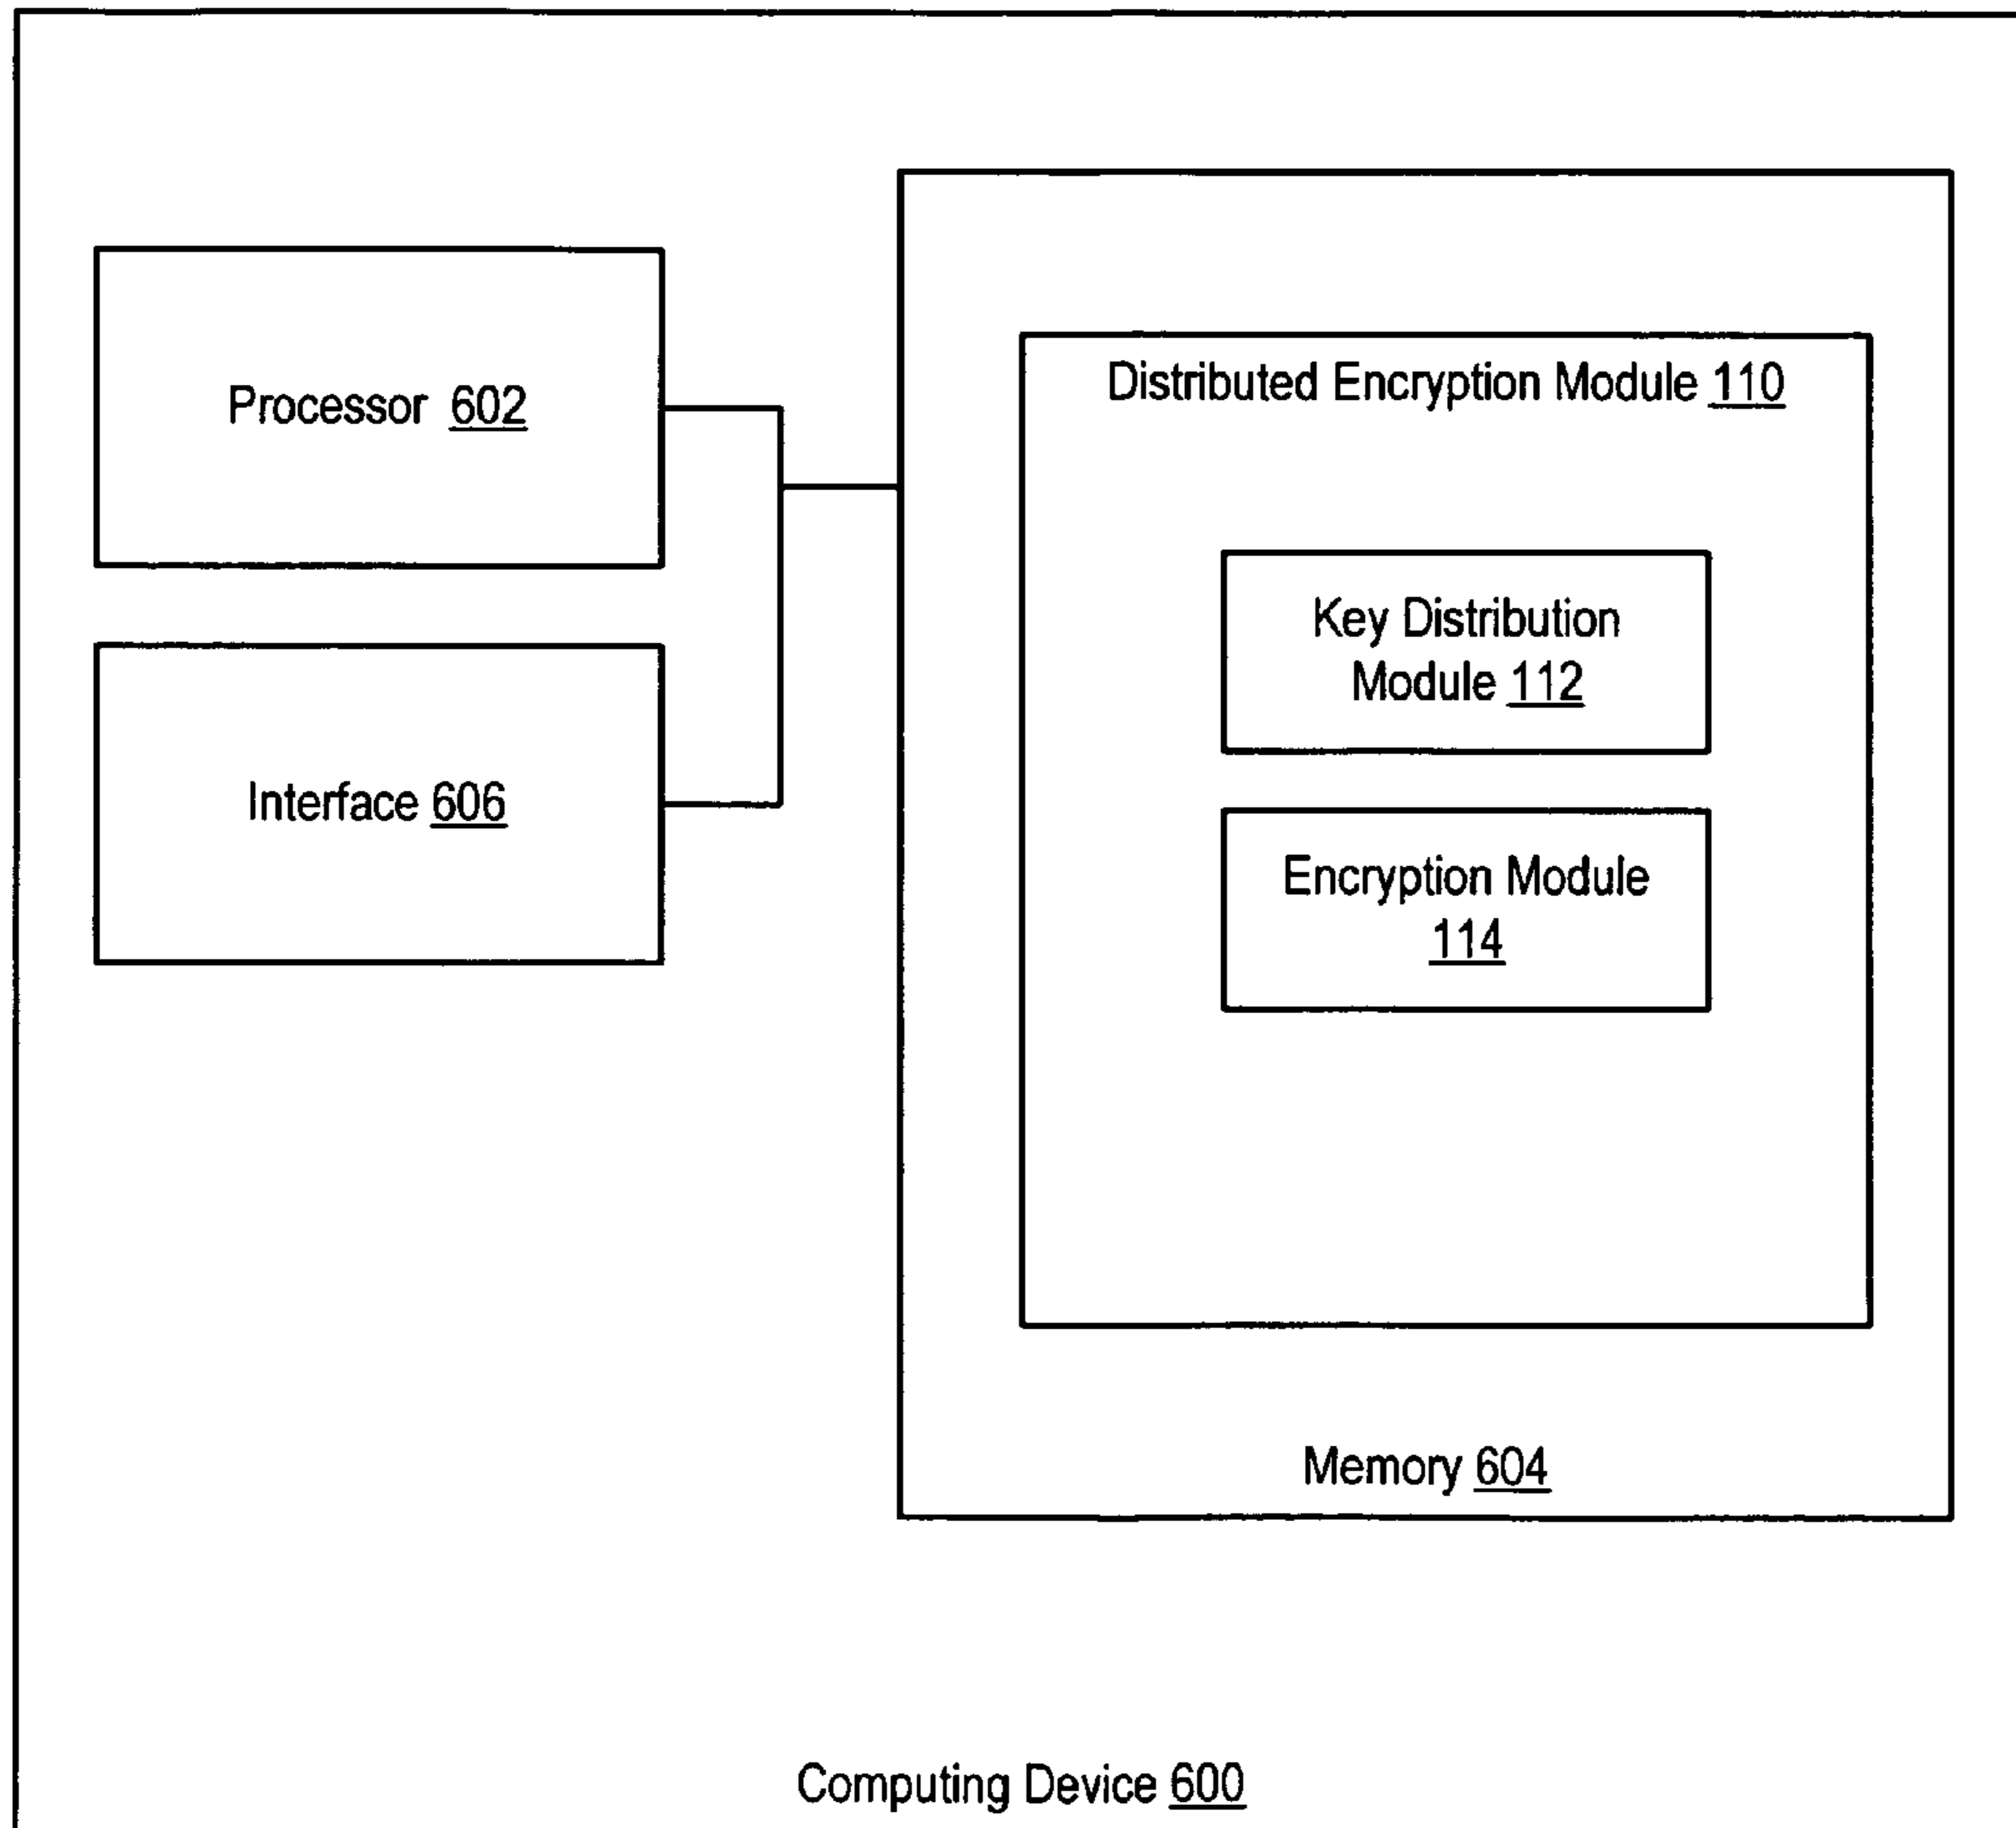 Processor 602
Interface 606
Distributed Encryption Module 110
Key Distribution
Module 112
Encryption Module
114
Memory 604
Computing Device 600